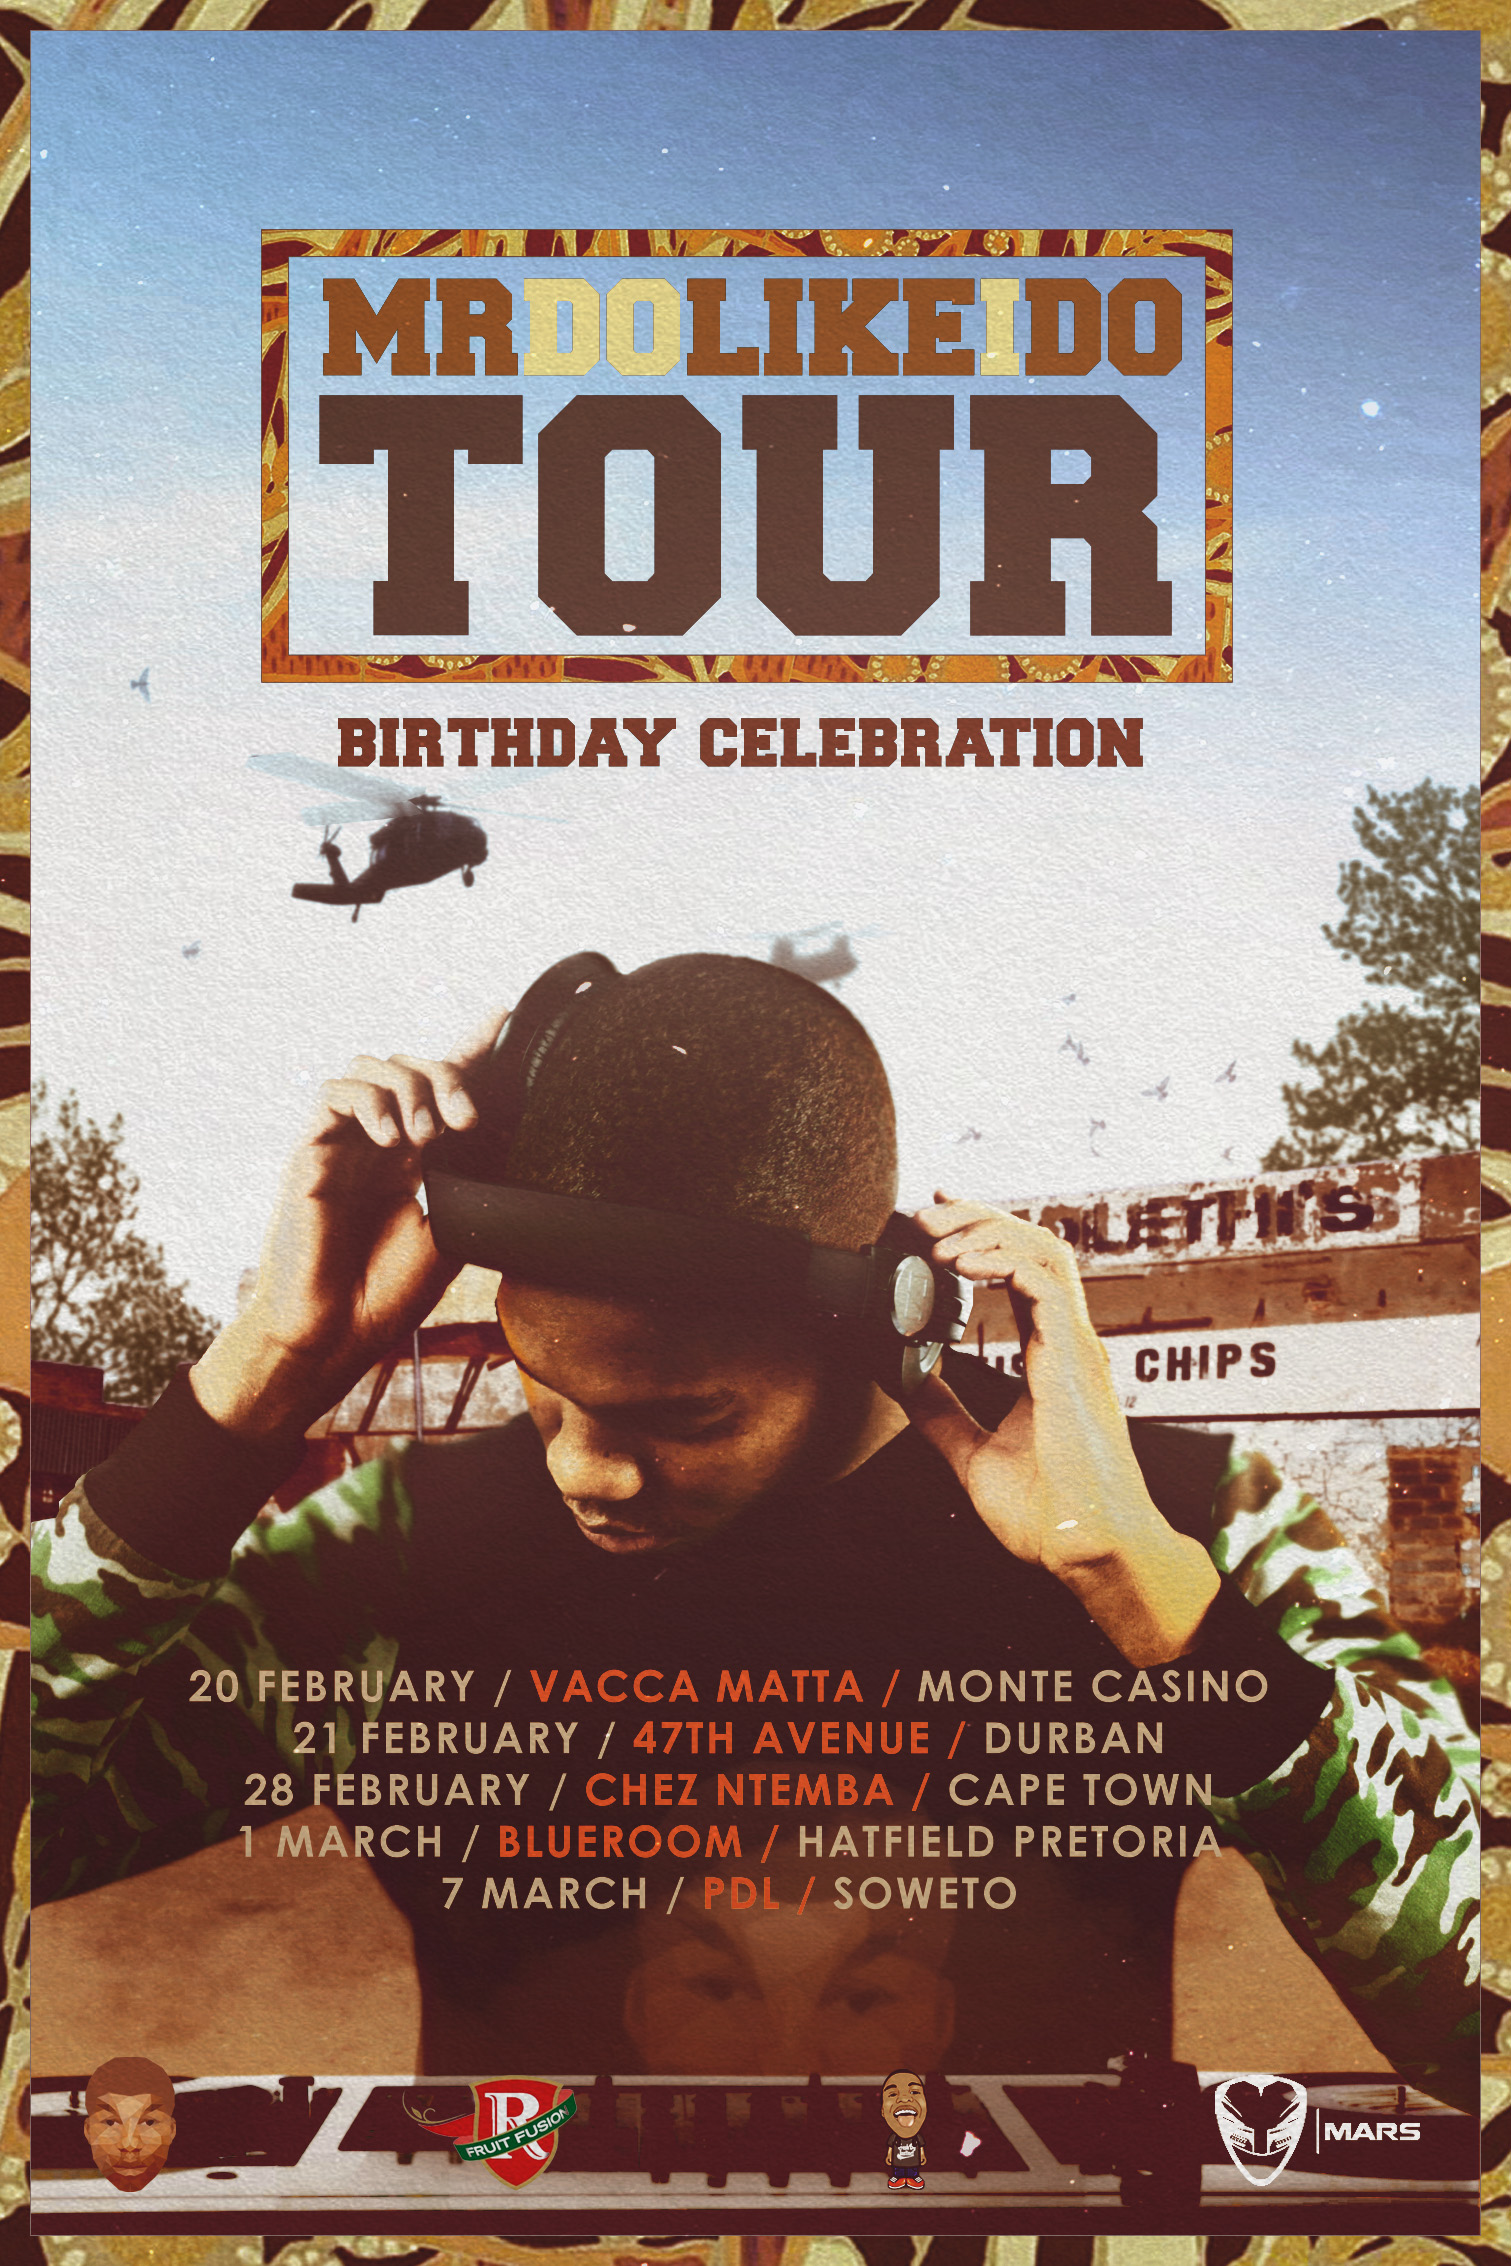 MRDOLIKEIDO
TOUR
BIRTHDAY CELEBRATION
CHIPS
12
20 FEBRUARY / VACCA MATTA / MONTE CASINO
21 FEBRUARY / 47TH AVENUE / DURBAN
28 FEBRUARY / CHEZ NTEMBA / CAPE TOWN
1 MARCH / BLUEROOM / HATFIELD PRETORIA
7 MARCH / PDL / SOWETO
R
FRUIT FUSION
MARS